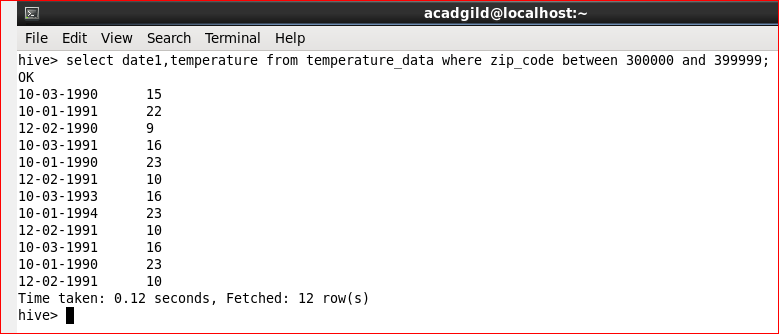 acadgild@localhost:~
File Edit View Search Terminal Help
hive> select date1,temperature from temperature_data where zip_code between 300000 and 399999;
OK
10-03-1990 15
10-01-1991 22
12-02-1990 9
10-03-1991 16
10-01-1990 23
12-02-1991 10
10-03-1993 16
10-01-1994 23
12-02-1991 10
10-03-1991 16
10-01-1990 23
12-02-1991 10
Time taken: 0.12 seconds, Fetched: 12 row(s)
hive>